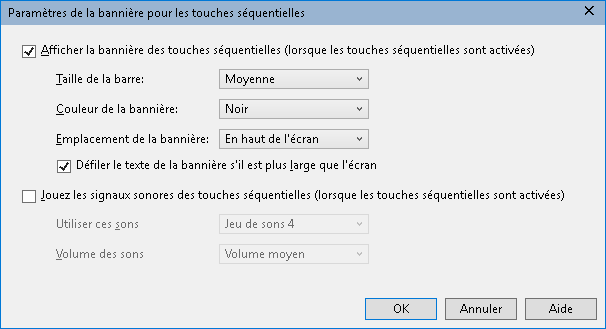 Paramètres de la bannière pour les touches séquentielles
Afficher la bannière des touches séquentielles (lorsque les touches séquentielles sont activées)
Taille de la barre: Moyenne
Couleur de la bannière: Noir
Emplacement de la bannière: En haut de l'écran
Défiler le texte de la bannière s'il est plus large que l'écran
Jouez les signaux sonores des touches séquentielles (lorsque les touches séquentielles sont activées)
Utiliser ces sons Jeu de sons 4
Volume des sons Volume moyen
OK Annuler Aide